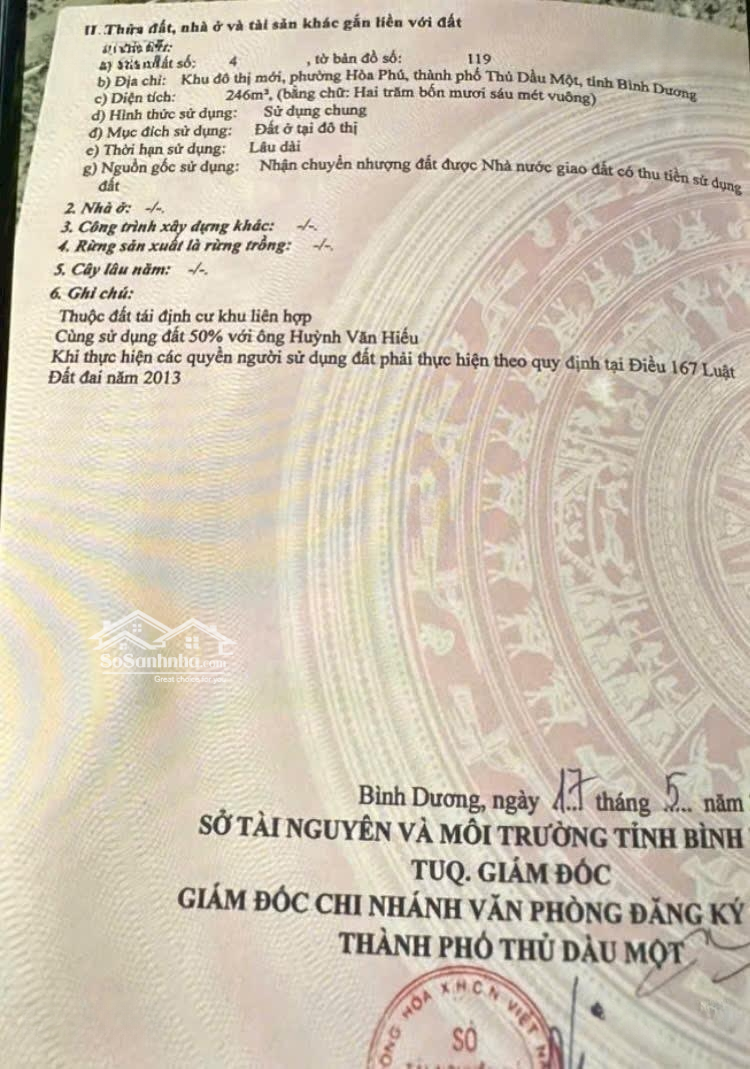 II. Thửa đất, nhà ở và tài sản khác gắn liền với đất
đất số: 4 , tờ bản đồ số: 119
b) Địa chỉ: Khu đô thị mới, phường Hòa Phú, thành phố Thủ Dầu Một, tỉnh Bình Dương
c) Diện tích: 246m², (bằng chữ: Hai trăm bốn mươi sáu mét vuông)
d) Hình thức sử dụng: Sử dụng chung
đ) Mục đích sử dụng: Đất ở tại đô thị
e) Thời hạn sử dụng: Lâu dài
g) Nguồn gốc sử dụng: Nhận chuyển nhượng đất được Nhà nước giao đất có thu tiền sử dụng
đất
2. Nhà ở: -/-.
3. Công trình xây dựng khác: -/-.
4. Rừng sản xuất là rừng trồng: -/-.
5. Cây lâu năm: -/-.
6. Ghi chú:
Thuộc đất tái định cư khu liên hợp
Cùng sử dụng đất 50% với ông Huỳnh Văn Hiếu
Khi thực hiện các quyền người sử dụng đất phải thực hiện theo quy định tại Điều 167 Luật
Đất đai năm 2013
SoSanhnha.com
Bình Dương, ngày 17 tháng 5 năm
SỞ TÀI NGUYÊN VÀ MÔI TRƯỜNG TỈNH BÌNH
TUQ. GIÁM ĐỐC
GIÁM ĐỐC CHI NHÁNH VĂN PHÒNG ĐĂNG KÝ
THÀNH PHỐ THỦ DẦU MỘT
HÒA X.H.C.N VIỆT
SỞ